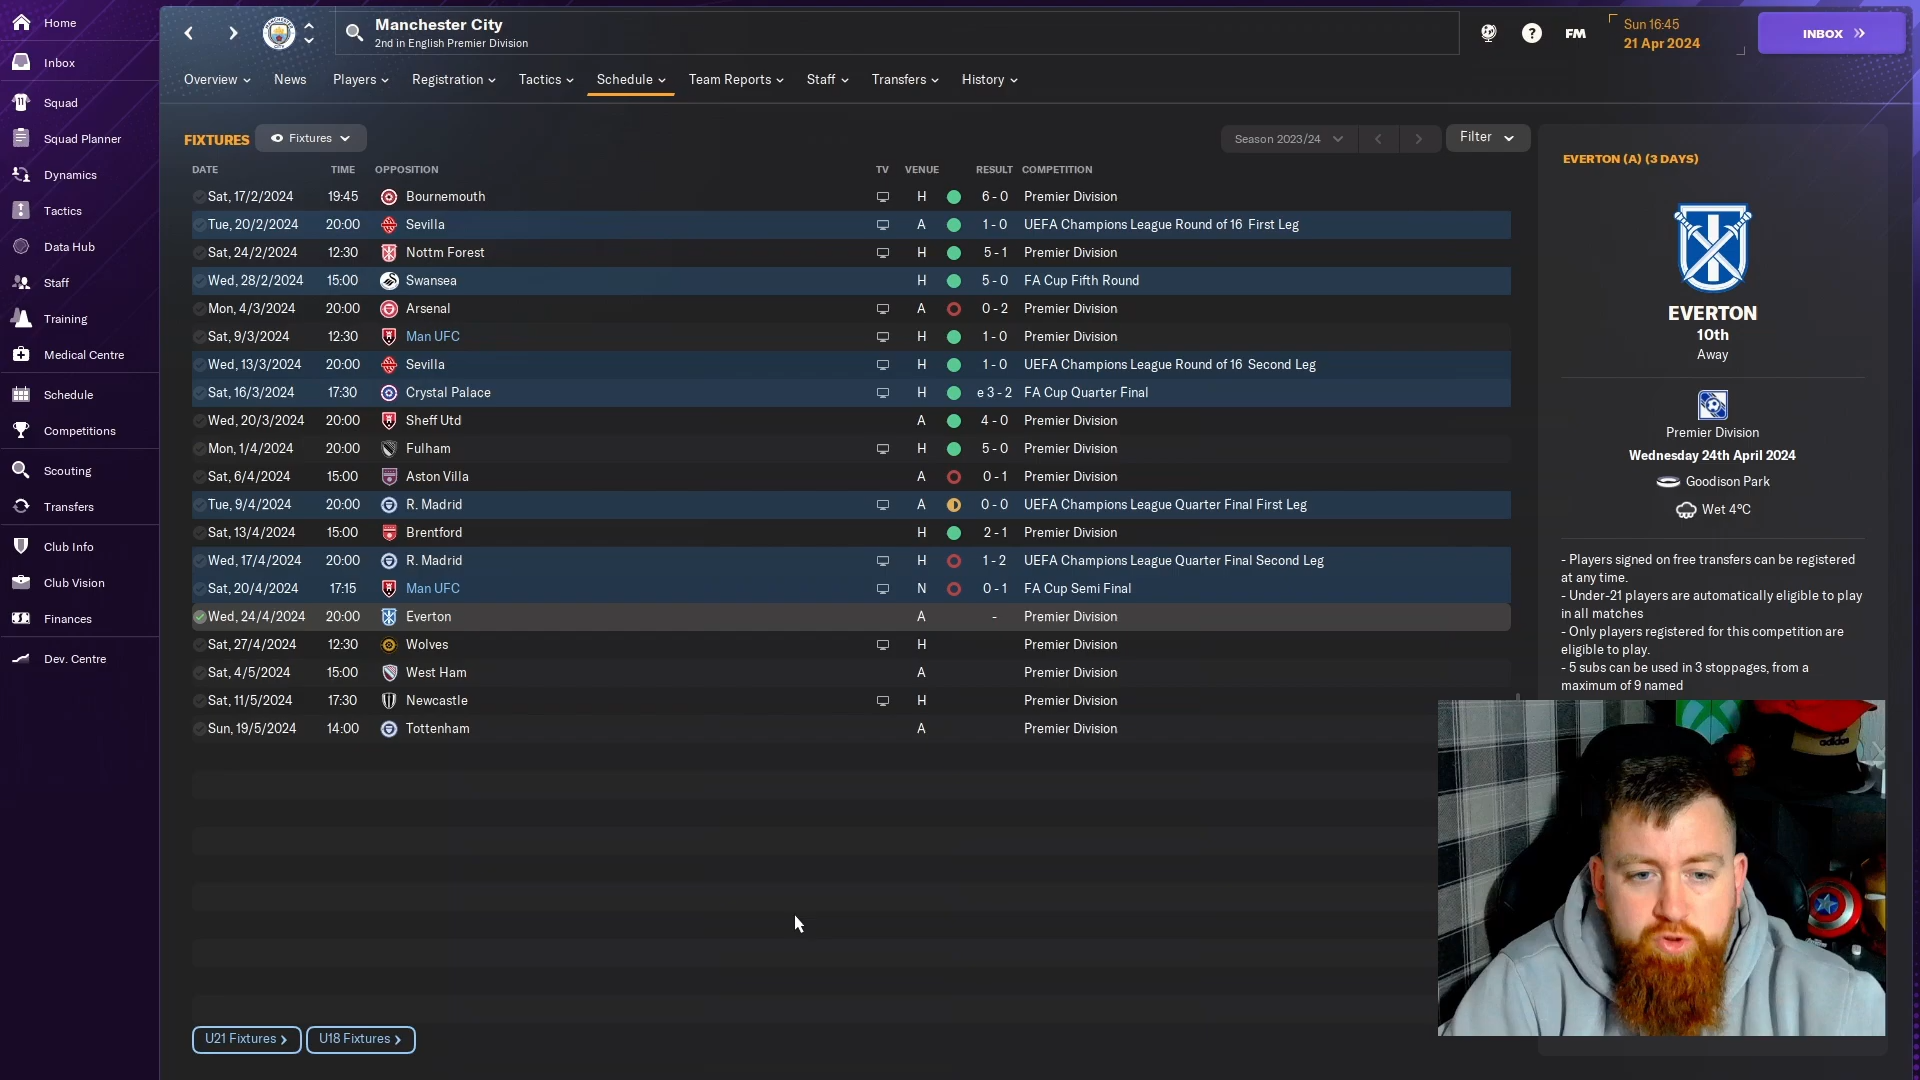 Home
Inbox
Squad
Squad Planner
Dynamics
Tactics
Data Hub
Staff
Training
Medical Centre
Schedule
Competitions
Scouting
Transfers
Club Info
Club Vision
Finances
Dev. Centre
Manchester City
2nd in English Premier Division
? FM
Sun 16:45
21 Apr 2024
INBOX
Overview News Players Registration Tactics Schedule Team Reports Staff Transfers History
FIXTURES Fixtures Season 2023/24 Filter
DATE TIME OPPOSITION TV VENUE RESULT COMPETITION
Sat, 17/2/2024 19:45 Bournemouth H 6 - 0 Premier Division
Tue, 20/2/2024 20:00 Sevilla A 1 - 0 UEFA Champions League Round of 16 First Leg
Sat, 24/2/2024 12:30 Nottm Forest H 5 - 1 Premier Division
Wed, 28/2/2024 15:00 Swansea H 5 - 0 FA Cup Fifth Round
Mon, 4/3/2024 20:00 Arsenal A 0 - 2 Premier Division
Sat, 9/3/2024 12:30 Man UFC H 1 - 0 Premier Division
Wed, 13/3/2024 20:00 Sevilla H 1 - 0 UEFA Champions League Round of 16 Second Leg
Sat, 16/3/2024 17:30 Crystal Palace H e 3 - 2 FA Cup Quarter Final
Wed, 20/3/2024 20:00 Sheff Utd A 4 - 0 Premier Division
Mon, 1/4/2024 20:00 Fulham H 5 - 0 Premier Division
Sat, 6/4/2024 15:00 Aston Villa A 0 - 1 Premier Division
Tue, 9/4/2024 20:00 R. Madrid A 0 - 0 UEFA Champions League Quarter Final First Leg
Sat, 13/4/2024 15:00 Brentford H 2 - 1 Premier Division
Wed, 17/4/2024 20:00 R. Madrid H 1 - 2 UEFA Champions League Quarter Final Second Leg
Sat, 20/4/2024 17:15 Man UFC N 0 - 1 FA Cup Semi Final
Wed, 24/4/2024 20:00 Everton A - Premier Division
Sat, 27/4/2024 12:30 Wolves H Premier Division
Sat, 4/5/2024 15:00 West Ham A Premier Division
Sat, 11/5/2024 17:30 Newcastle H Premier Division
Sun, 19/5/2024 14:00 Tottenham A Premier Division
U21 Fixtures U18 Fixtures
EVERTON (A) (3 DAYS)
EVERTON
10th
Away
Premier Division
Wednesday 24th April 2024
Goodison Park
Wet 4ºC
- Players signed on free transfers can be registered
at any time.
- Under-21 players are automatically eligible to play
in all matches
- Only players registered for this competition are
eligible to play.
- 5 subs can be used in 3 stoppages, from a
maximum of 9 named
adidas